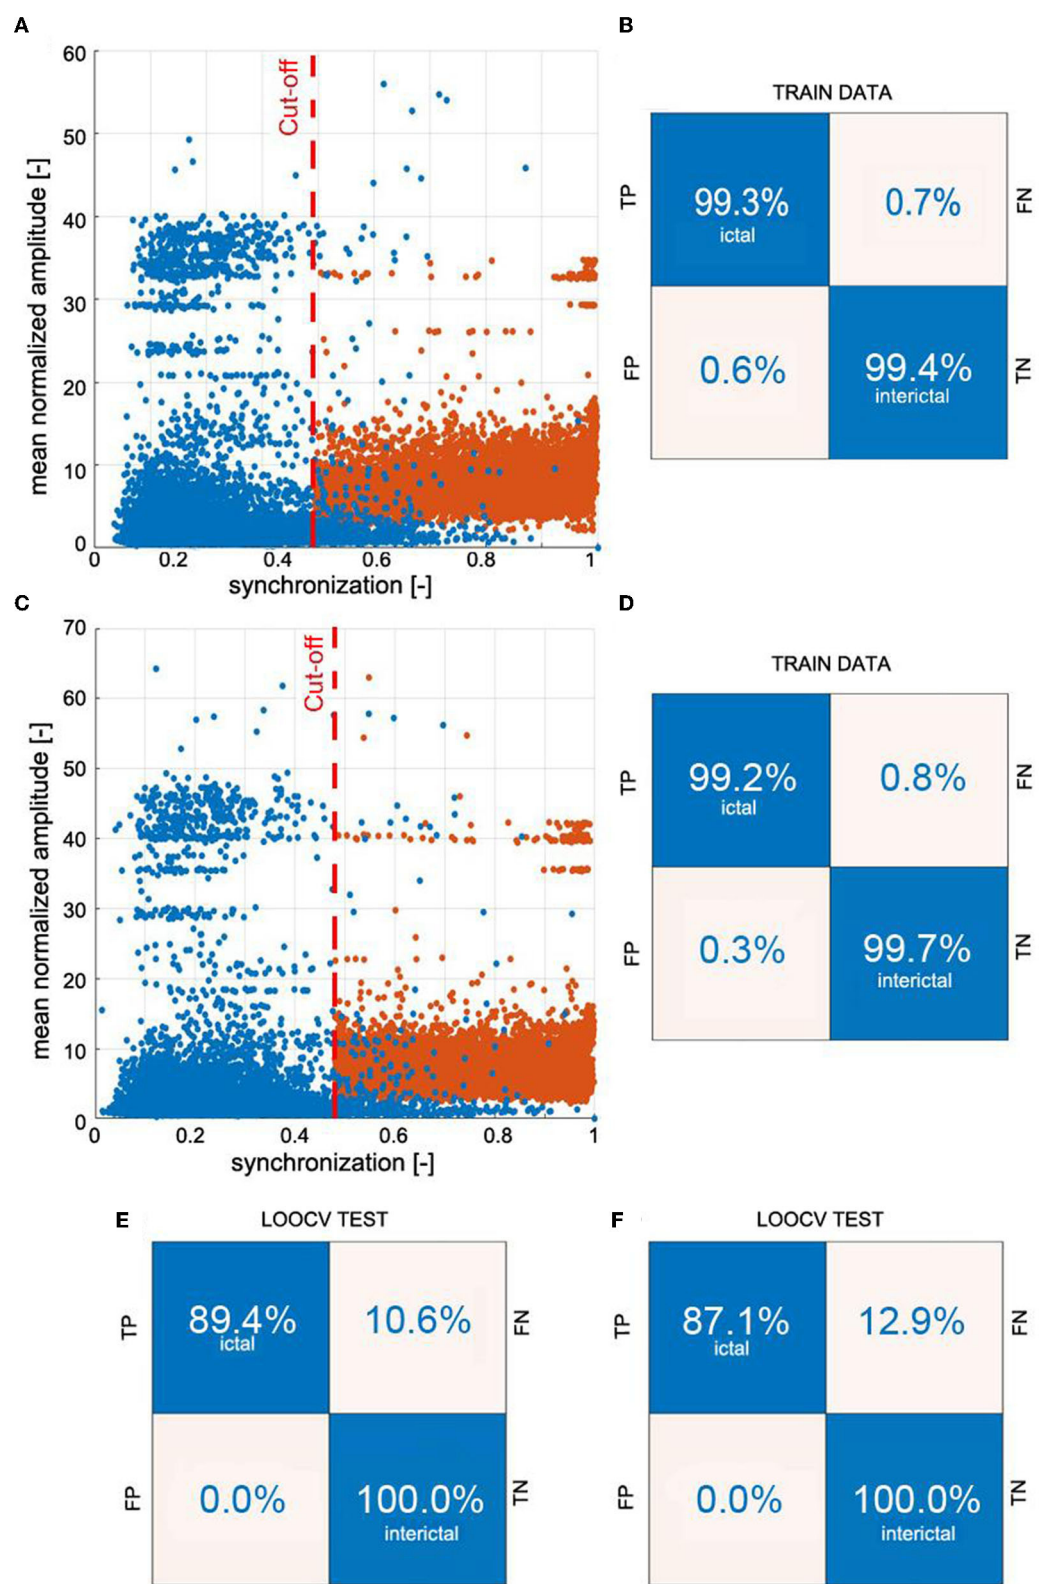 A
B
60
50
40
30
20
10
0
mean normalized amplitude [-]
Cut-off
0
0.2
0.4
0.6
0.8
1
synchronization [-]
TRAIN DATA
TP
99.3%
ictal
0.7%
FN
FP
0.6%
99.4%
interictal
TN
C
D
70
60
50
40
30
20
10
0
mean normalized amplitude [-]
Cut-off
0
0.2
0.4
0.6
0.8
1
synchronization [-]
TRAIN DATA
TP
99.2%
ictal
0.8%
FN
FP
0.3%
99.7%
interictal
TN
E
LOOCV TEST
TP
89.4%
ictal
10.6%
FN
FP
0.0%
100.0%
interictal
TN
F
LOOCV TEST
TP
87.1%
ictal
12.9%
FN
FP
0.0%
100.0%
interictal
TN